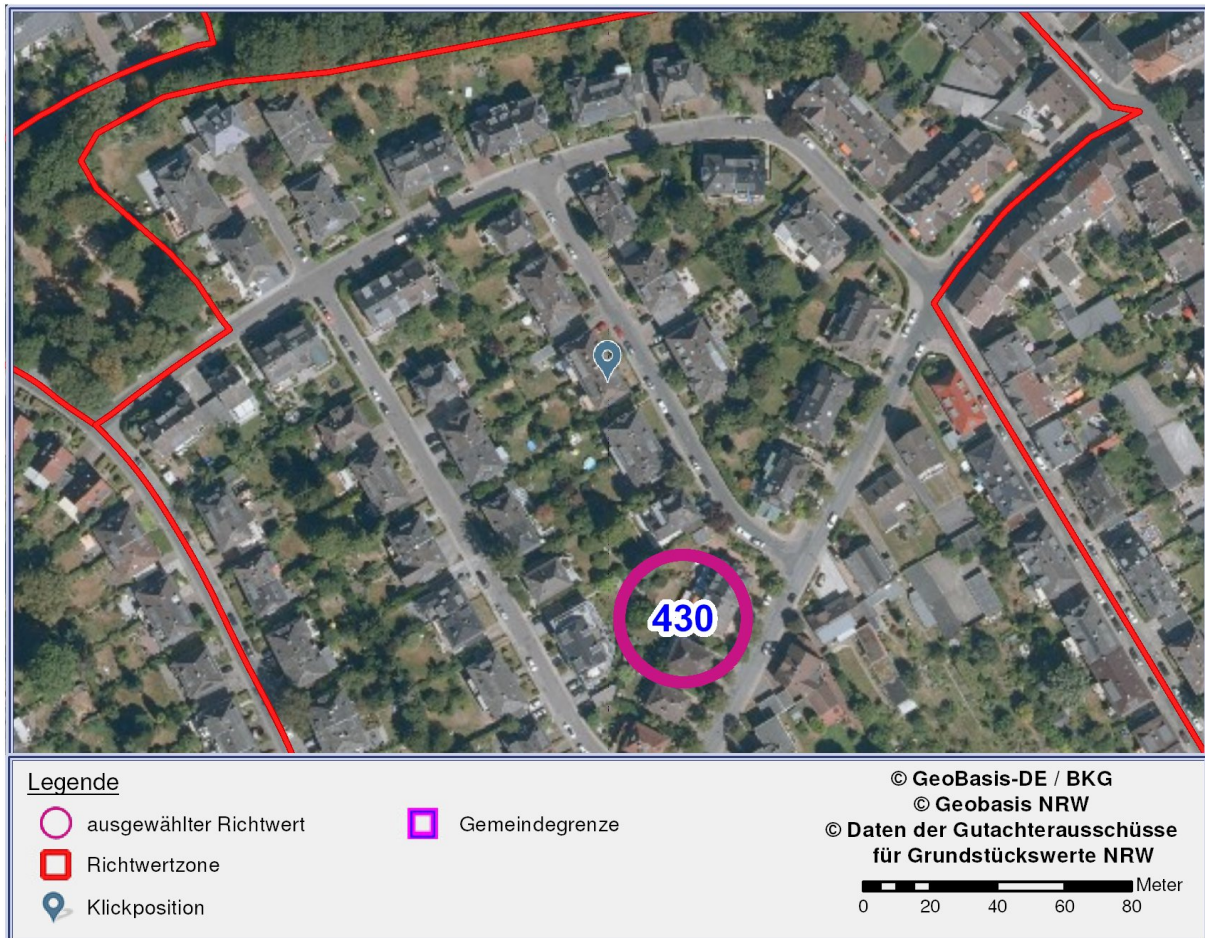 430
Legende
ausgewählter Richtwert
Gemeindegrenze
Richtwertzone
Klickposition
© GeoBasis-DE / BKG
© Geobasis NRW
© Daten der Gutachterausschüsse
für Grundstückswerte NRW
Meter
0 20 40 60 80